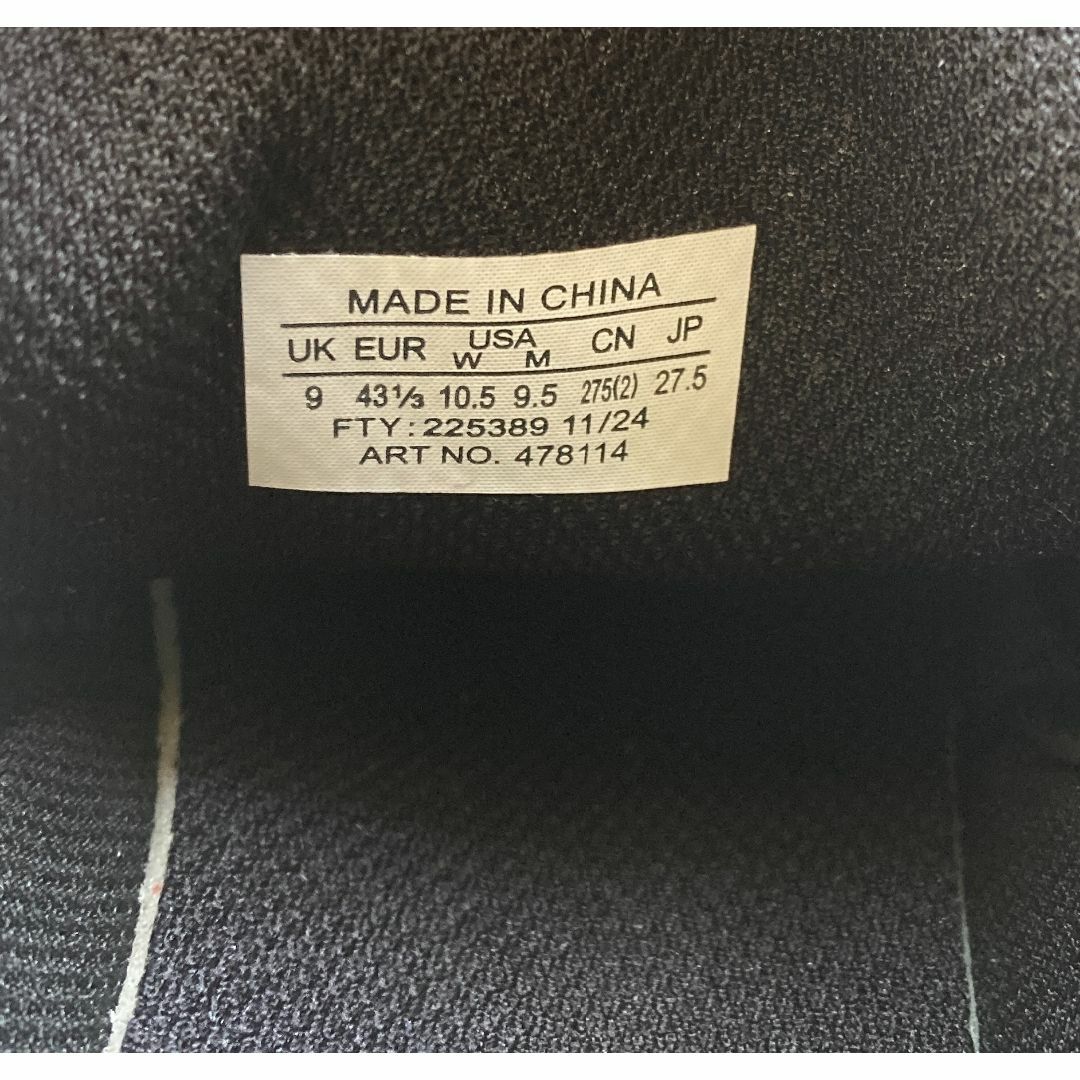 MADE IN CHINA
UK EUR USA W M CN JP
9 43⅓ 10.5 9.5 275(2) 27.5
FTY: 225389 11/24
ART NO. 478114